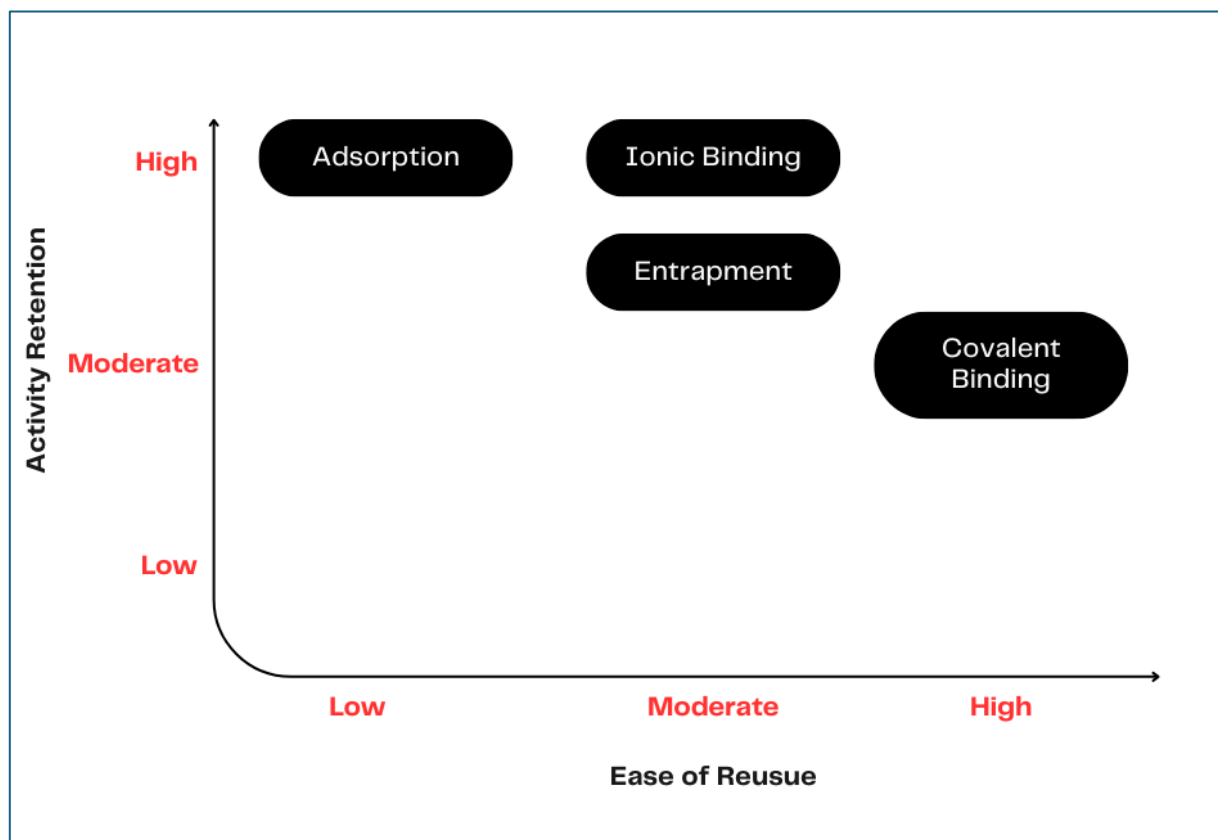 High
Adsorption
Ionic Binding
Entrapment
Activity Retention
Moderate
Covalent
Binding
Low
Low
Moderate
High
Ease of Reusue